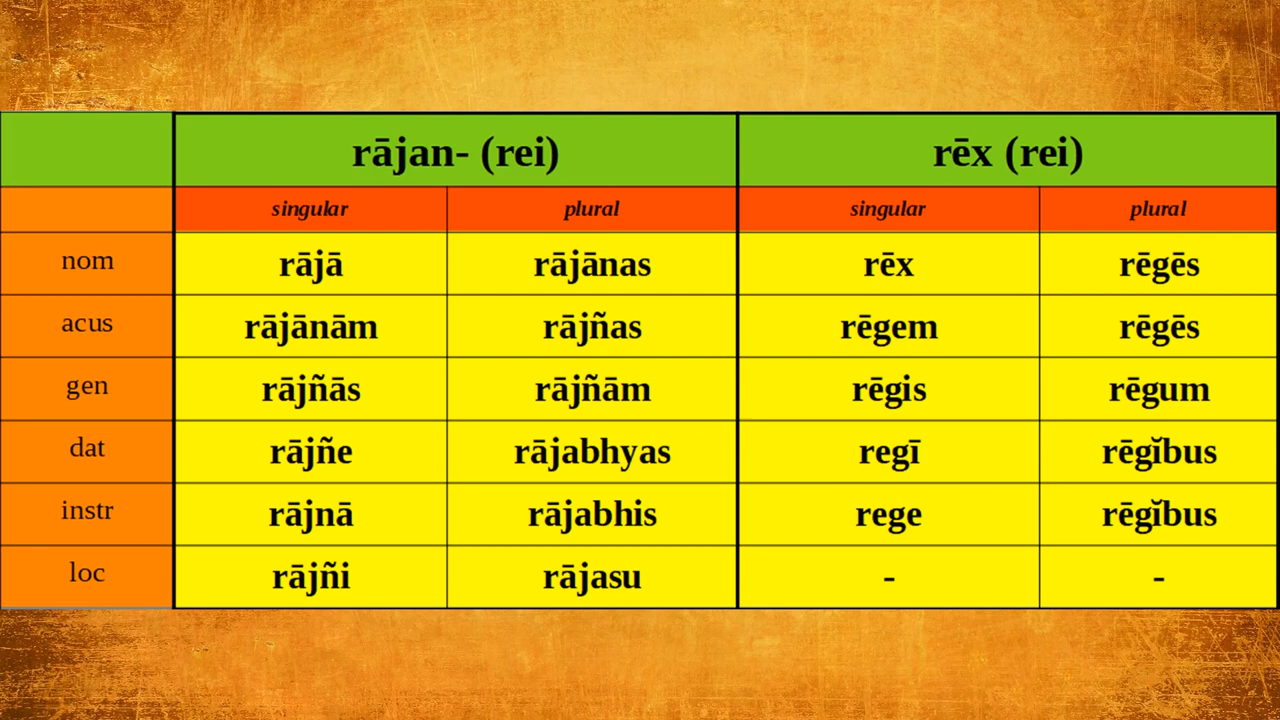 rājan- (rei) rēx (rei)
singular plural singular plural
nom rājā rājānas rēx rēgēs
acus rājānām rājñas rēgem rēgēs
gen rājñās rājñām rēgis rēgum
dat rājñe rājabhyas regī rēgĭbus
instr rājnā rājabhis rege rēgĭbus
loc rājñi rājasu - -